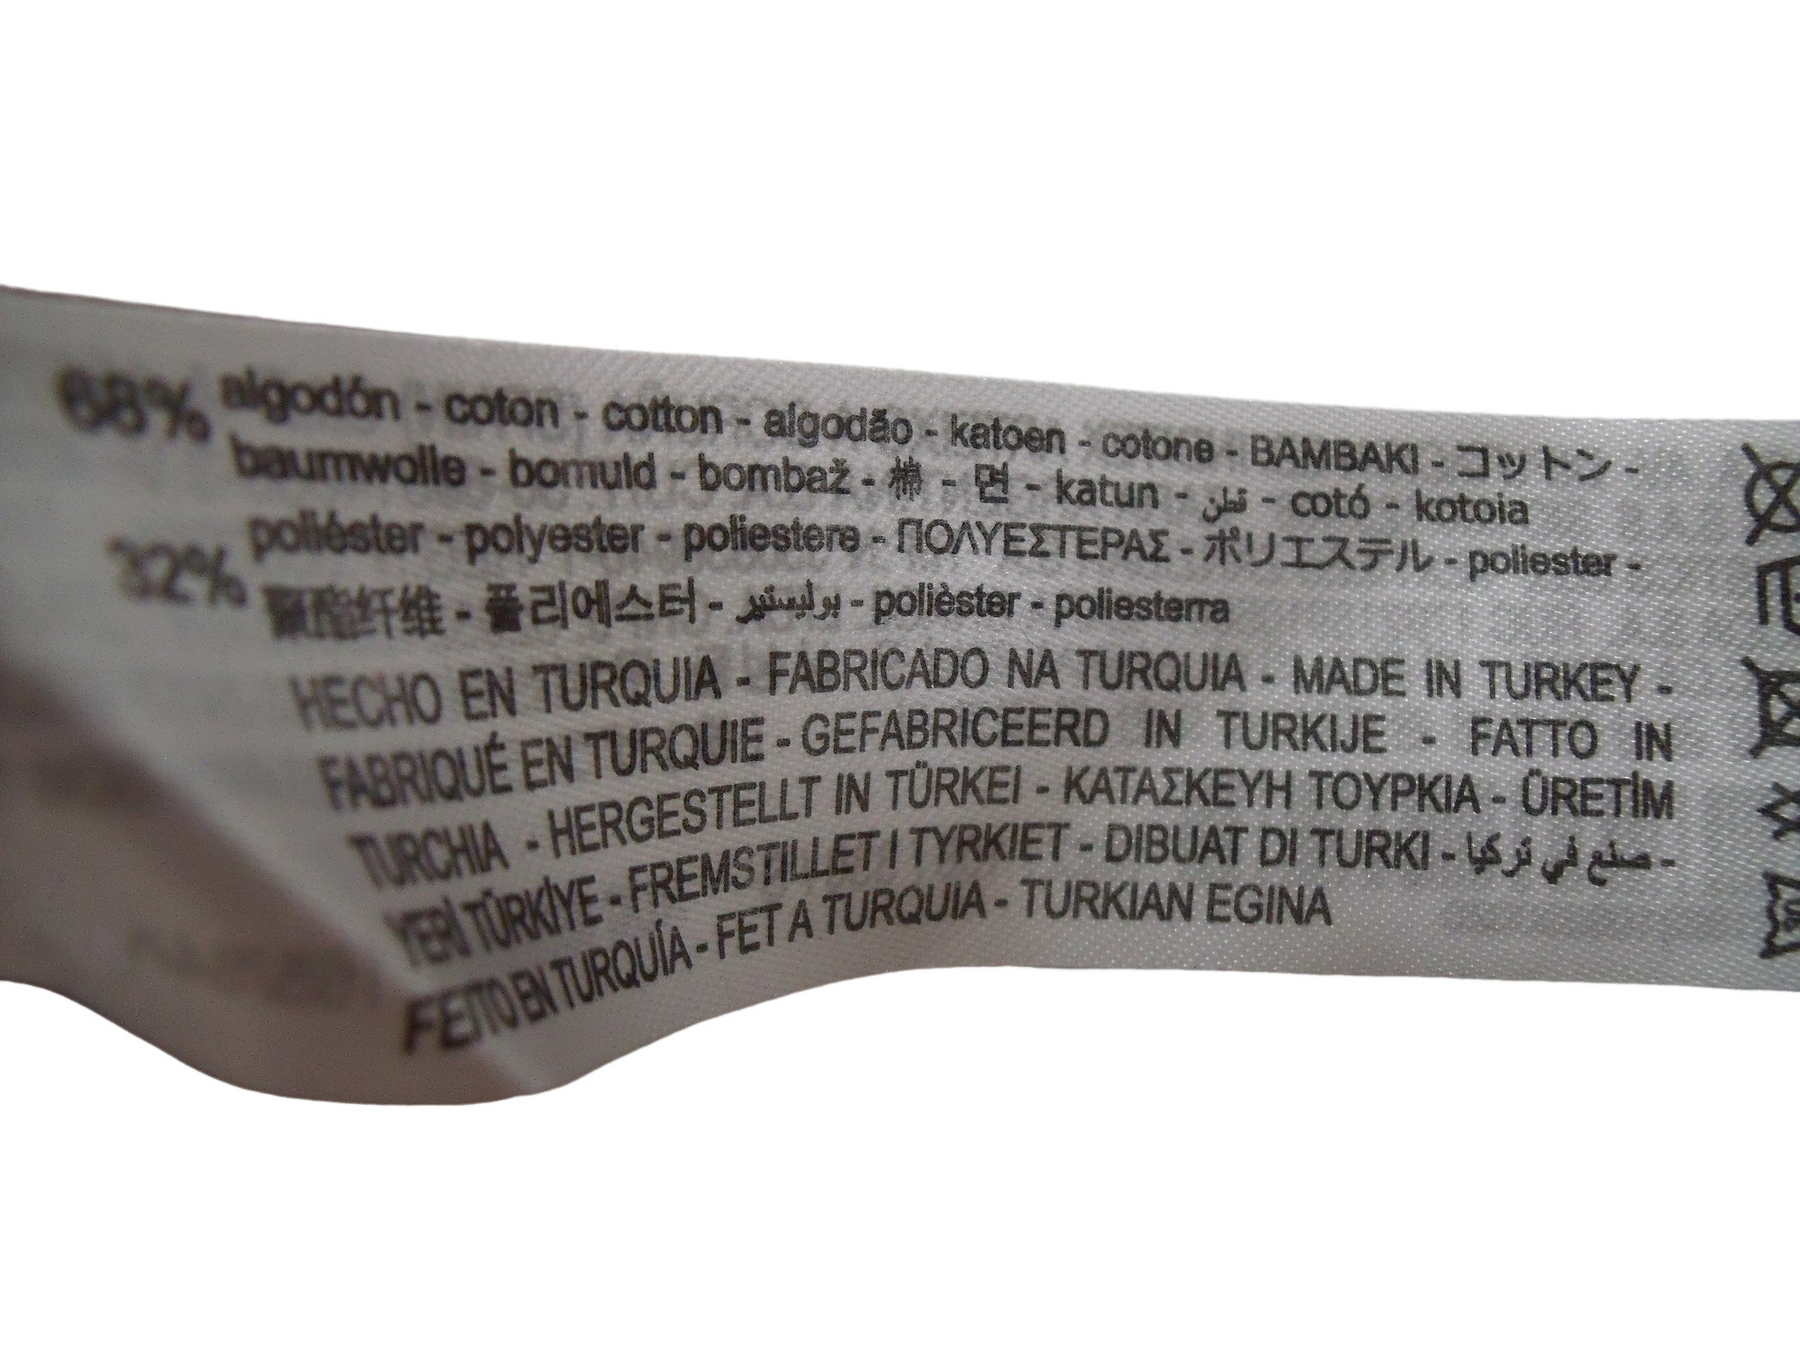 68% algodón - coton - cotton - algodão - katoen - cotone - BAMBAKI - コットン -
baumwolle - bomuld - bombaž - 棉 - 면 - katun - قطن - cotó - kotoia
32% poliéster - polyester - poliestere - ΠΟΛΥΕΣΤΕΡΑΣ - ポリエステル - poliester -
聚酯纤维 - 폴리에스터 - بوليستير - polièster - poliesterra
HECHO EN TURQUIA - FABRICADO NA TURQUIA - MADE IN TURKEY -
FABRIQUÉ EN TURQUIE - GEFABRICEERD IN TURKIJE - FATTO IN
TURCHIA - HERGESTELLT IN TÜRKEI - ΚΑΤΑΣΚΕΥΗ ΤΟΥΡΚΙΑ - ÜRETİM
YERİ TÜRKİYE - FREMSTILLET I TYRKIET - DIBUAT DI TURKI - صنع في تركيا -
FEITO EN TURQUÍA - FET A TURQUIA - TURKIAN EGINA